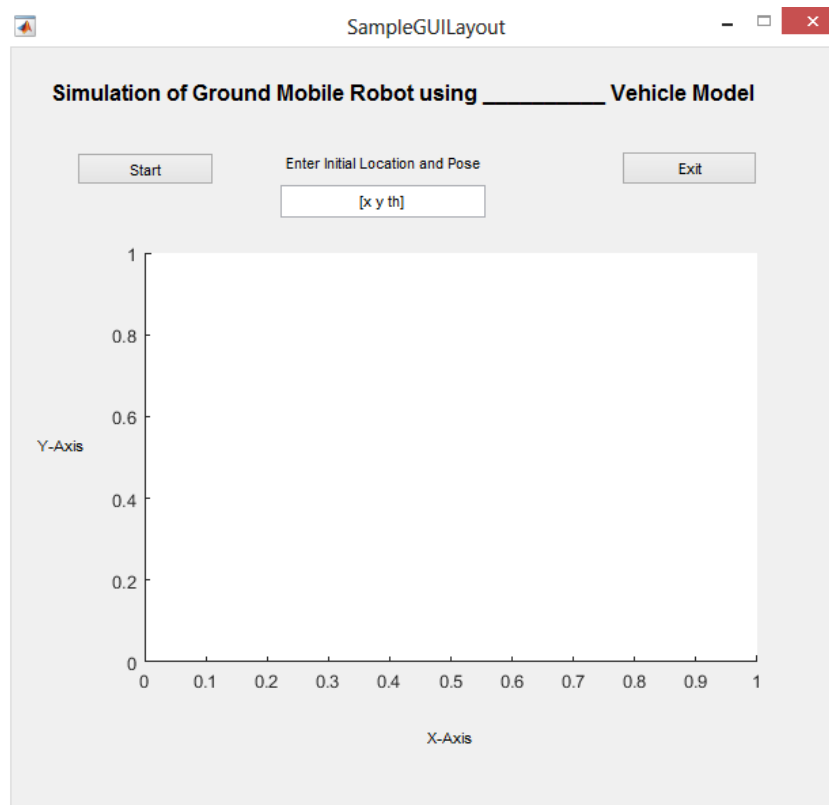 SampleGUILayout
Simulation of Ground Mobile Robot using __________ Vehicle Model
Start
Enter Initial Location and Pose
Exit
[x y th]
1
0.8
0.6
Y-Axis
0.4
0.2
0
0 0.1 0.2 0.3 0.4 0.5 0.6 0.7 0.8 0.9 1
X-Axis